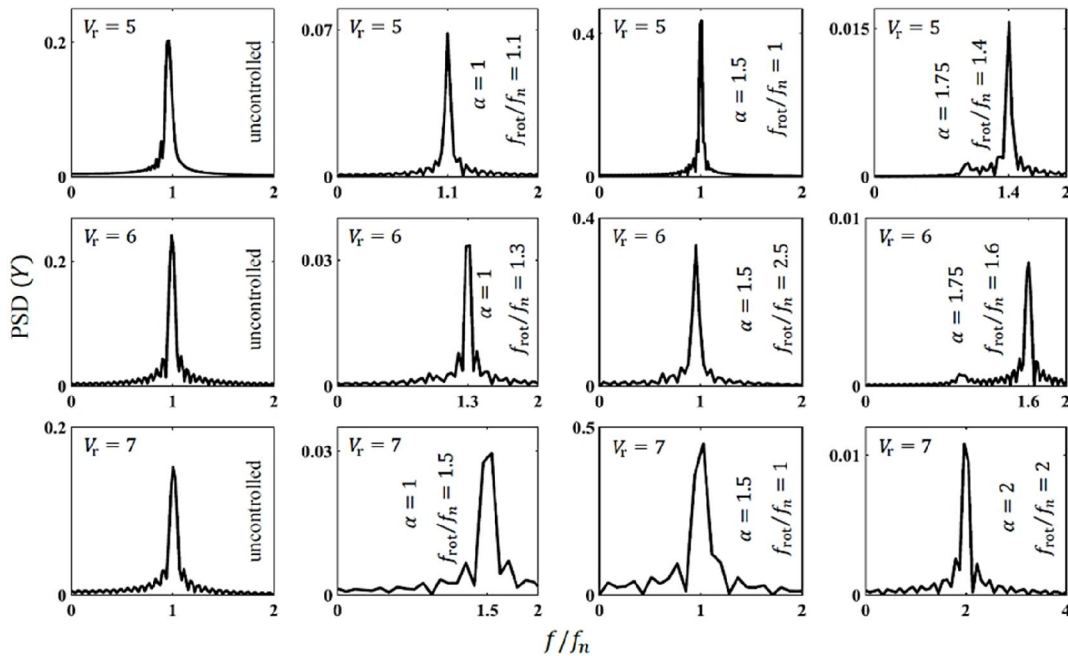 V_r = 5
uncontrolled
0.2
0
0
1
2
V_r = 5
α = 1
f_rot/f_n = 1.1
0.07
0
0
1.1
2
V_r = 5
α = 1.5
f_rot/f_n = 1
0.4
0
0
1
2
V_r = 5
α = 1.75
f_rot/f_n = 1.4
0.015
0
0
1.4
2
PSD (Y)
V_r = 6
uncontrolled
0.2
0
0
1
2
V_r = 6
α = 1
f_rot/f_n = 1.3
0.03
0
0
1.3
2
V_r = 6
α = 1.5
f_rot/f_n = 2.5
0.4
0
0
1
2
V_r = 6
α = 1.75
f_rot/f_n = 1.6
0.01
0
0
1.6
2
V_r = 7
uncontrolled
0.2
0
0
1
2
V_r = 7
α = 1
f_rot/f_n = 1.5
0.03
0
0
1.5
2
V_r = 7
α = 1.5
f_rot/f_n = 1
0.5
0
0
1
2
V_r = 7
α = 2
f_rot/f_n = 2
0.01
0
0
2
4
f/f_n